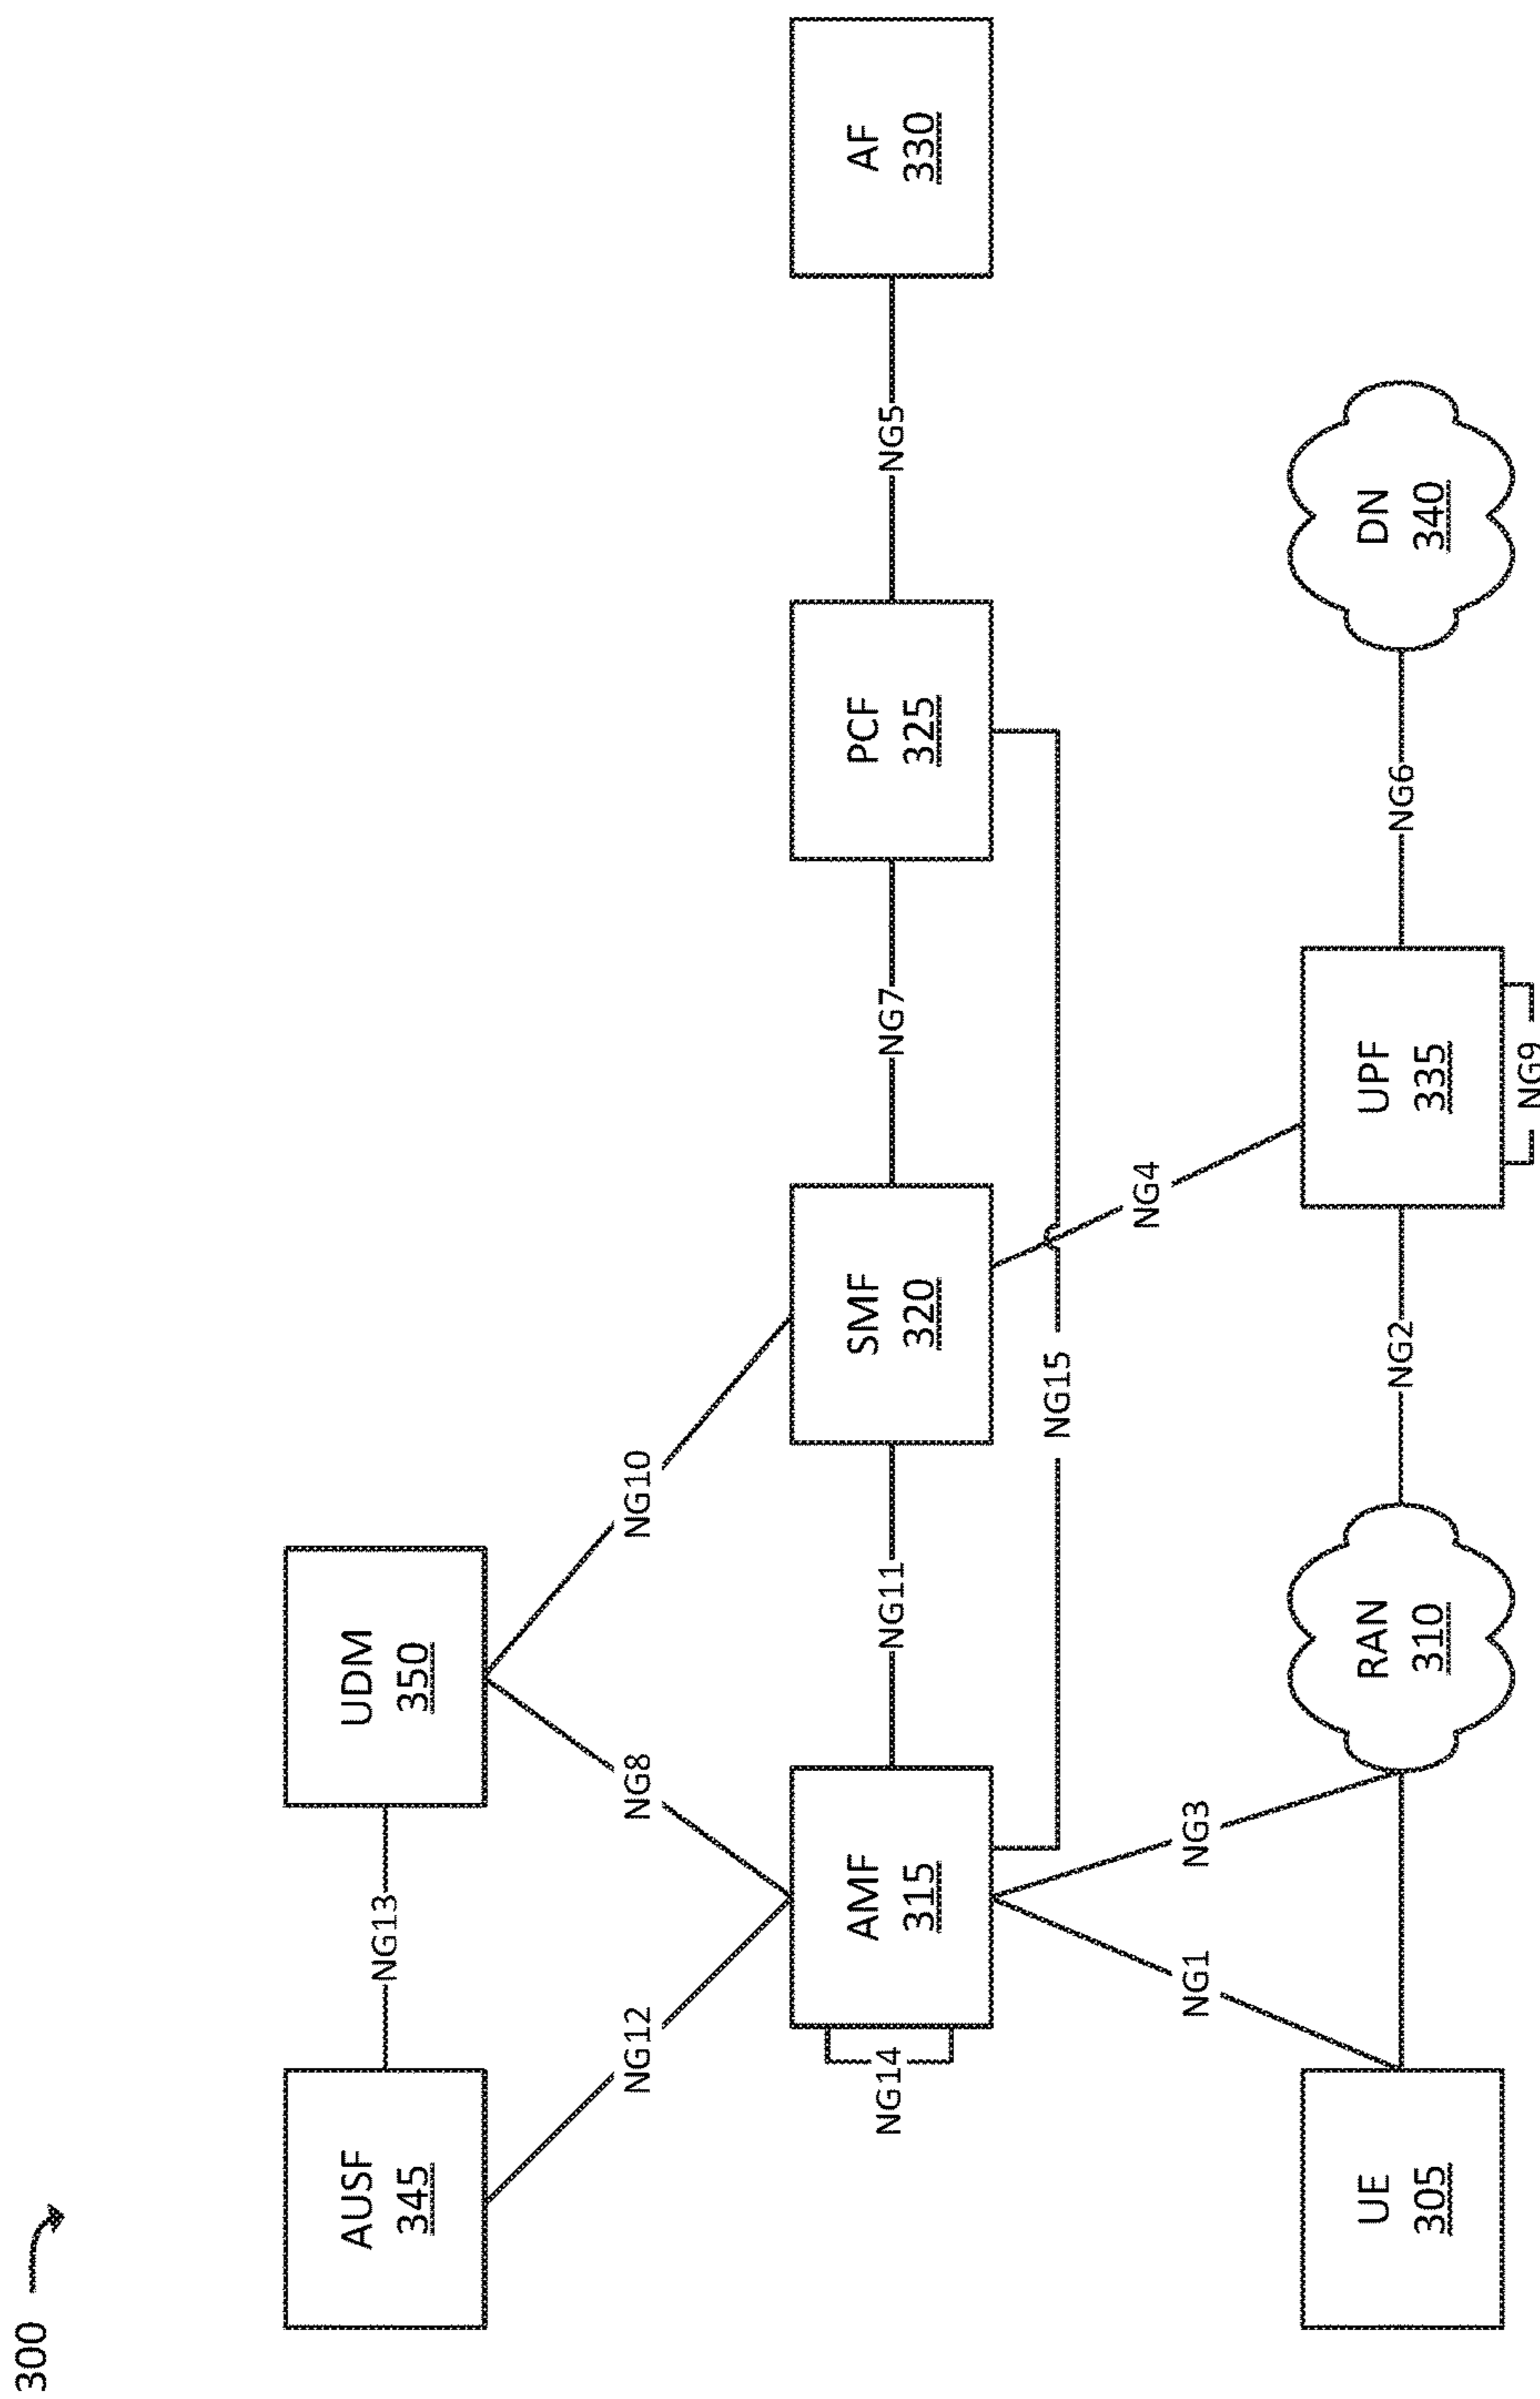 300
AUSF
345
NG13
UDM
350
NG12
NG8
NG10
NG14
AMF
315
NG11
SMF
320
NG7
PCF
325
NG5
AF
330
NG15
NG1
NG3
NG4
UE
305
RAN
310
NG2
UPF
335
NG6
DN
340
NG9